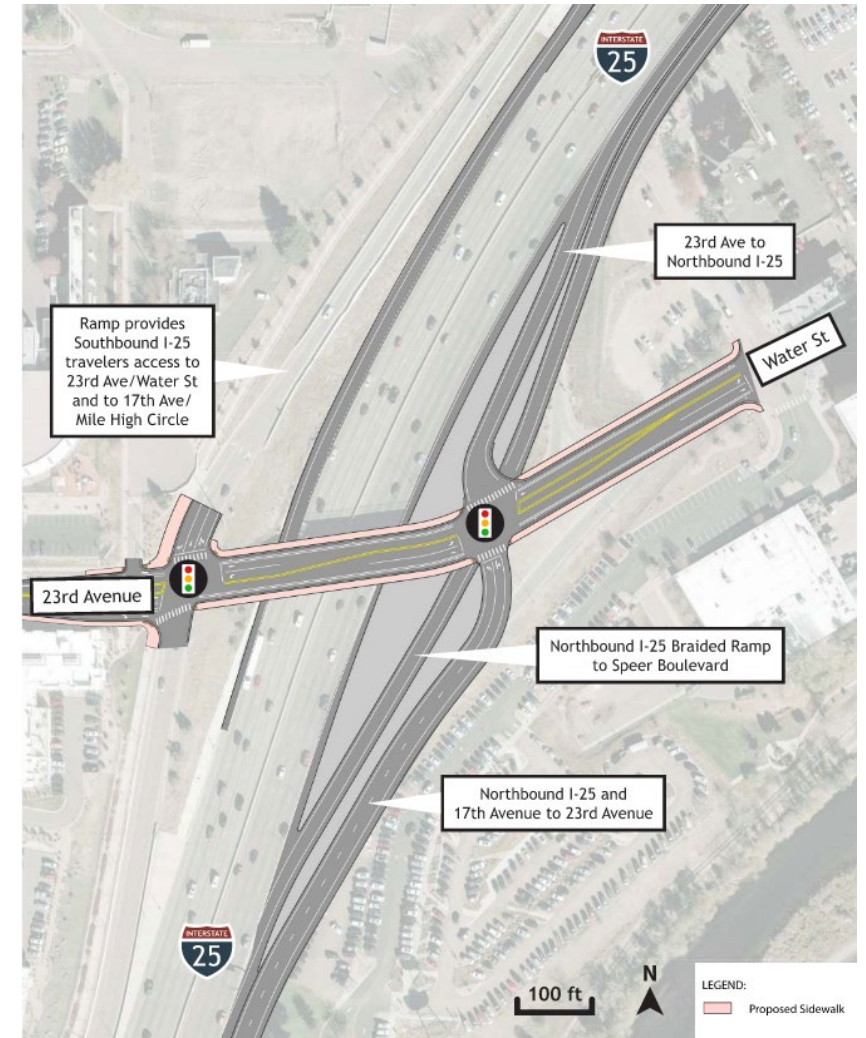 INTERSTATE
25
23rd Ave to
Northbound I-25
Ramp provides
Southbound I-25
travelers access to
23rd Ave/Water St
and to 17th Ave/
Mile High Circle
Water St
23rd Avenue
Northbound I-25 Braided Ramp
to Speer Boulevard
Northbound I-25 and
17th Avenue to 23rd Avenue
INTERSTATE
25
100 ft
N
LEGEND:
Proposed Sidewalk